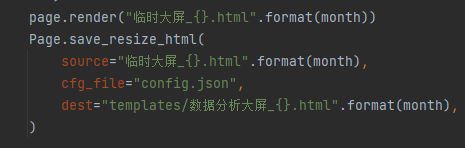 page.render("临时大屏_{}.html".format(month))
Page.save_resize_html(
    source="临时大屏_{}.html".format(month),
    cfg_file="config.json",
    dest="templates/数据分析大屏_{}.html".format(month),
)